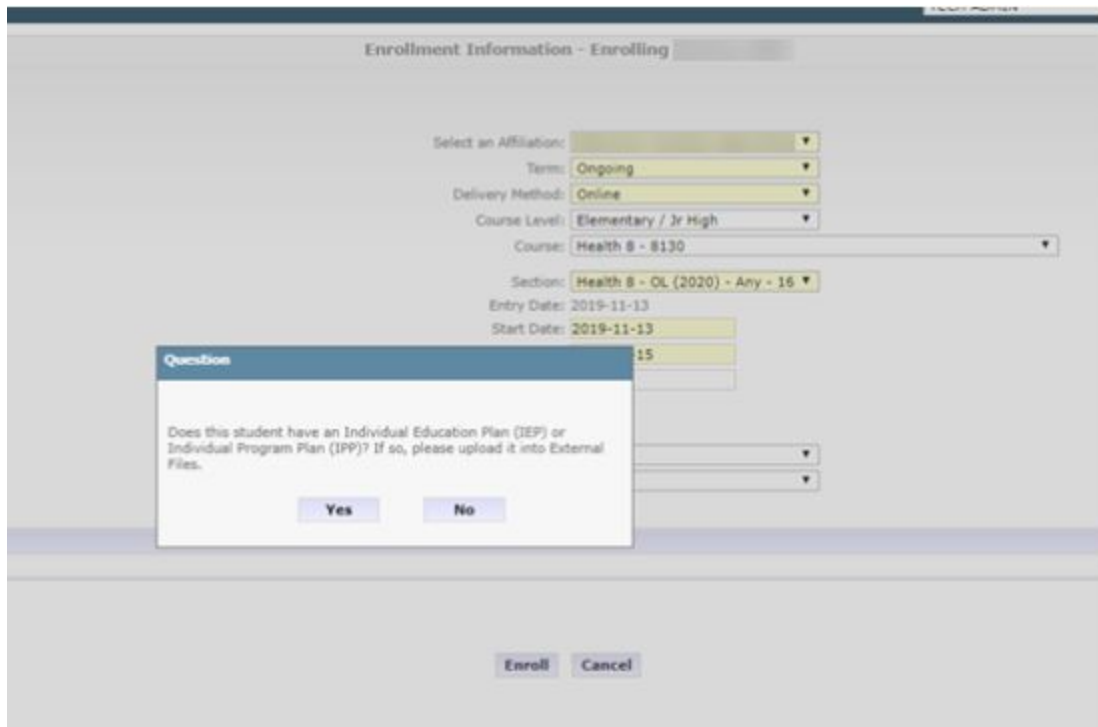 TECH ADMIN
Enrollment Information - Enrolling
Select an Affiliation:
Term: Ongoing
Delivery Method: Online
Course Level: Elementary / Jr High
Course: Health 8 - 8130
Section: Health 8 - OL (2020) - Any - 16
Entry Date: 2019-11-13
Start Date: 2019-11-13
-15
Question
Does this student have an Individual Education Plan (IEP) or
Individual Program Plan (IPP)? If so, please upload it into External
Files.
Yes No
Enroll Cancel